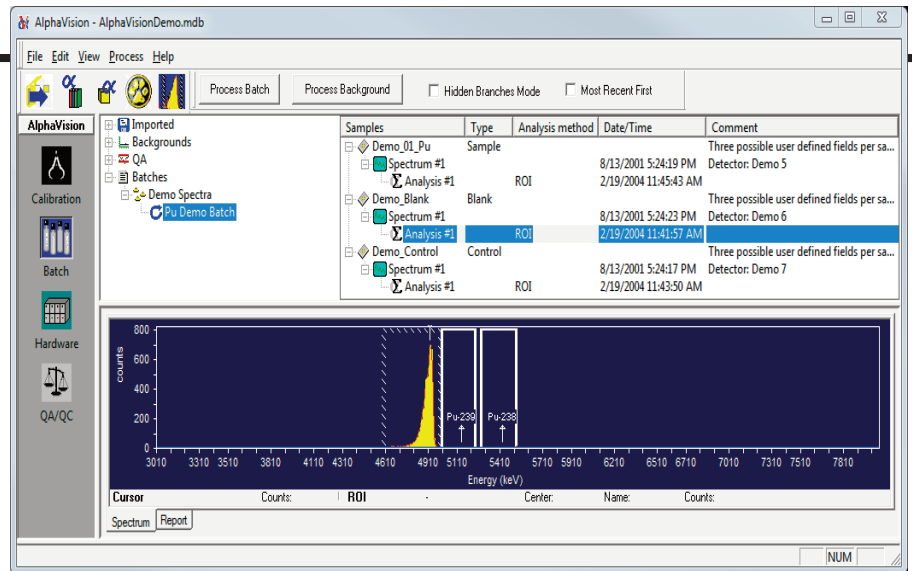 AlphaVision - AlphaVisionDemo.mdb
File Edit View Process Help
Process Batch Process Background Hidden Branches Mode Most Recent First
AlphaVision
Calibration
Batch
Hardware
QA/QC
Imported
Backgrounds
QA
Batches
Demo Spectra
Pu Demo Batch
Samples Type Analysis method Date/Time Comment
Demo_01_Pu Sample Three possible user defined fields per sa...
Spectrum #1 8/13/2001 5:24:19 PM Detector: Demo 5
Σ Analysis #1 ROI 2/19/2004 11:45:43 AM
Demo_Blank Blank Three possible user defined fields per sa...
Spectrum #1 8/13/2001 5:24:23 PM Detector: Demo 6
Σ Analysis #1 ROI 2/19/2004 11:41:57 AM
Demo_Control Control Three possible user defined fields per sa...
Spectrum #1 8/13/2001 5:24:17 PM Detector: Demo 7
Σ Analysis #1 ROI 2/19/2004 11:43:50 AM
counts
800
600
400
200
0
Pu-239 Pu-238
3010 3310 3510 3810 4110 4310 4610 4910 5110 5410 5710 5910 6210 6510 6710 7010 7310 7510 7810
Energy (keV)
Cursor Counts: ROI - Center: Name: Counts:
Spectrum Report
NUM